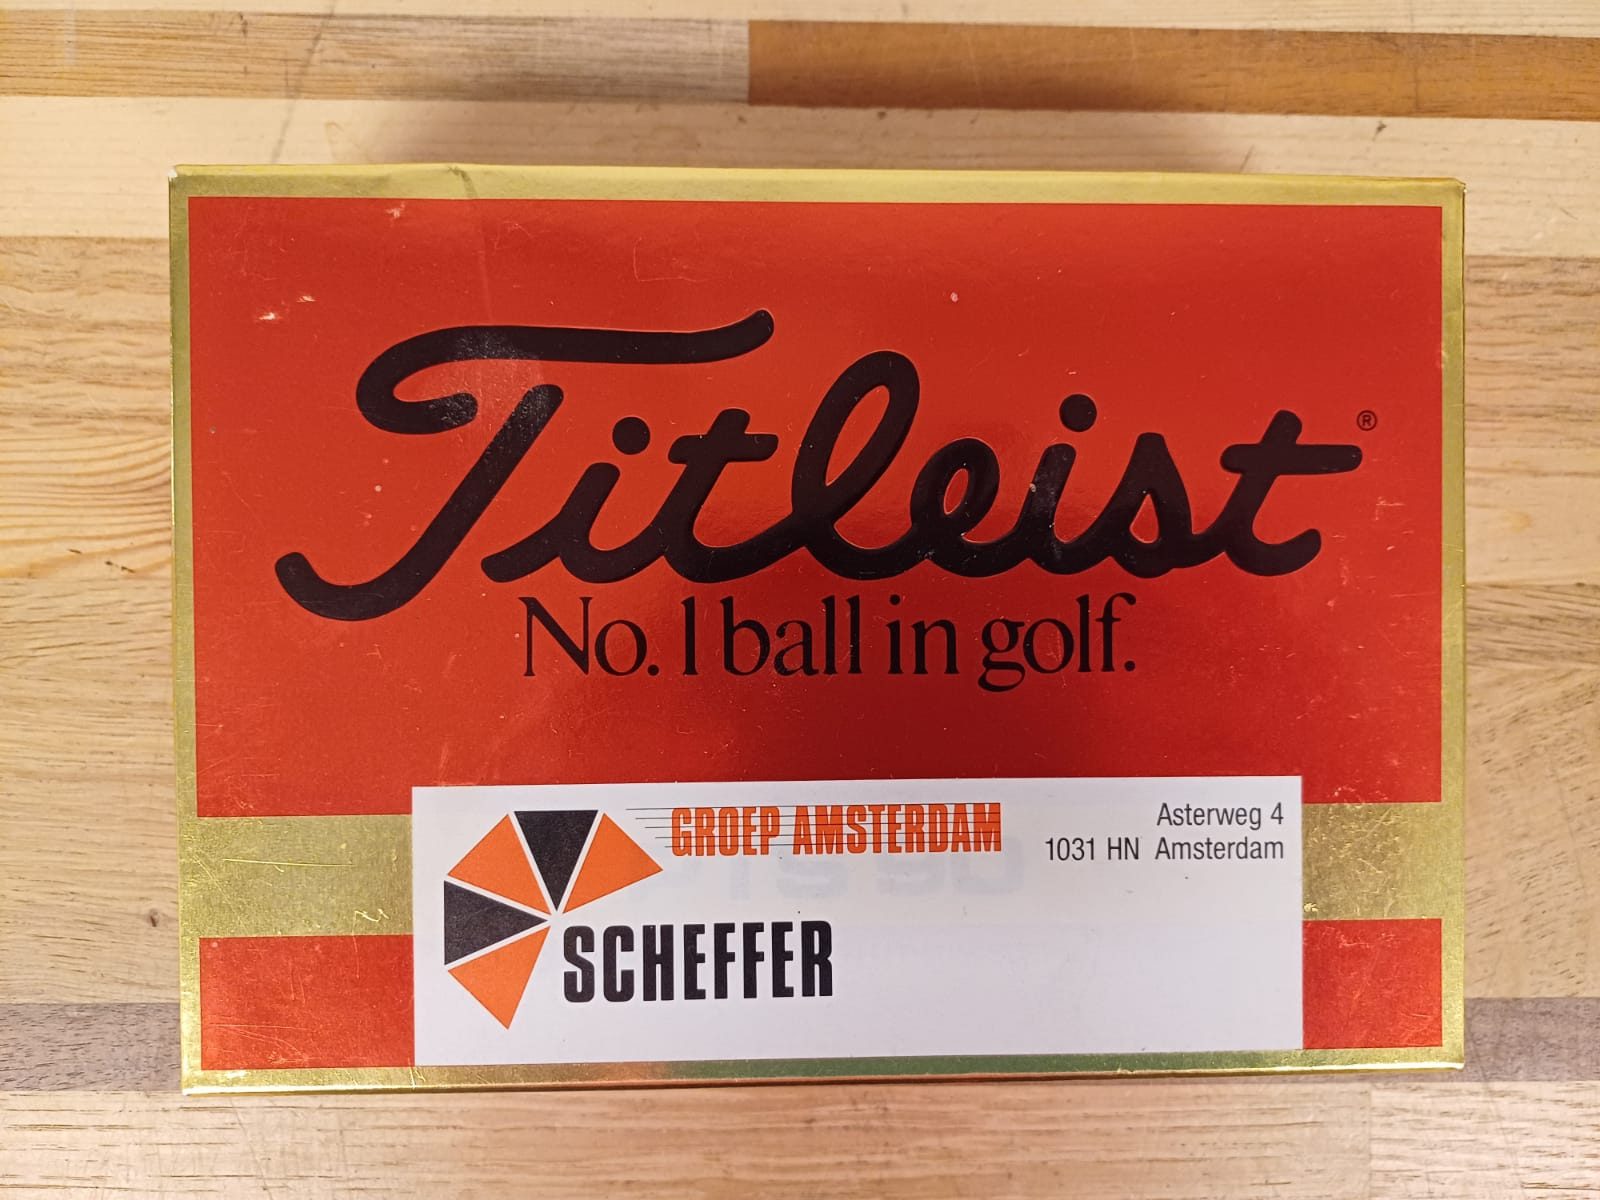 Titleist®
No. 1 ball in golf.
GROEP AMSTERDAM
Asterweg 4
1031 HN Amsterdam
SCHEFFER